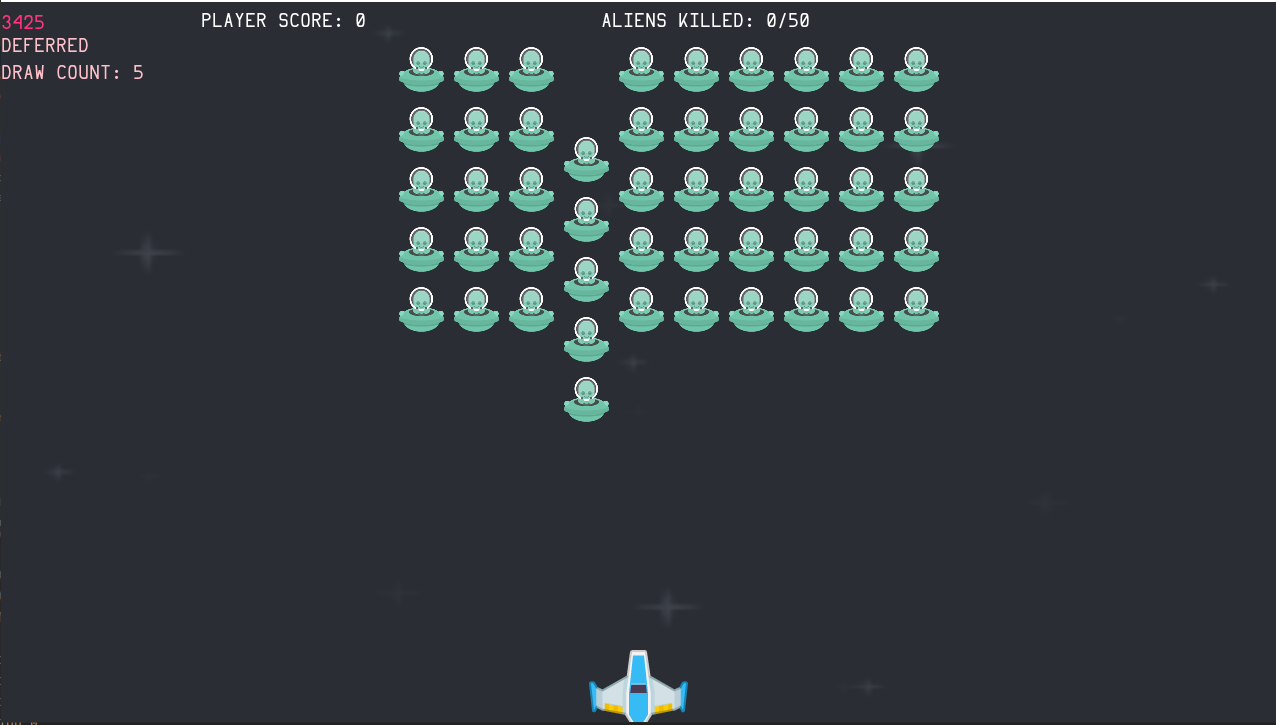 3425
DEFERRED
DRAW COUNT: 5
PLAYER SCORE: 0
ALIENS KILLED: 0/50